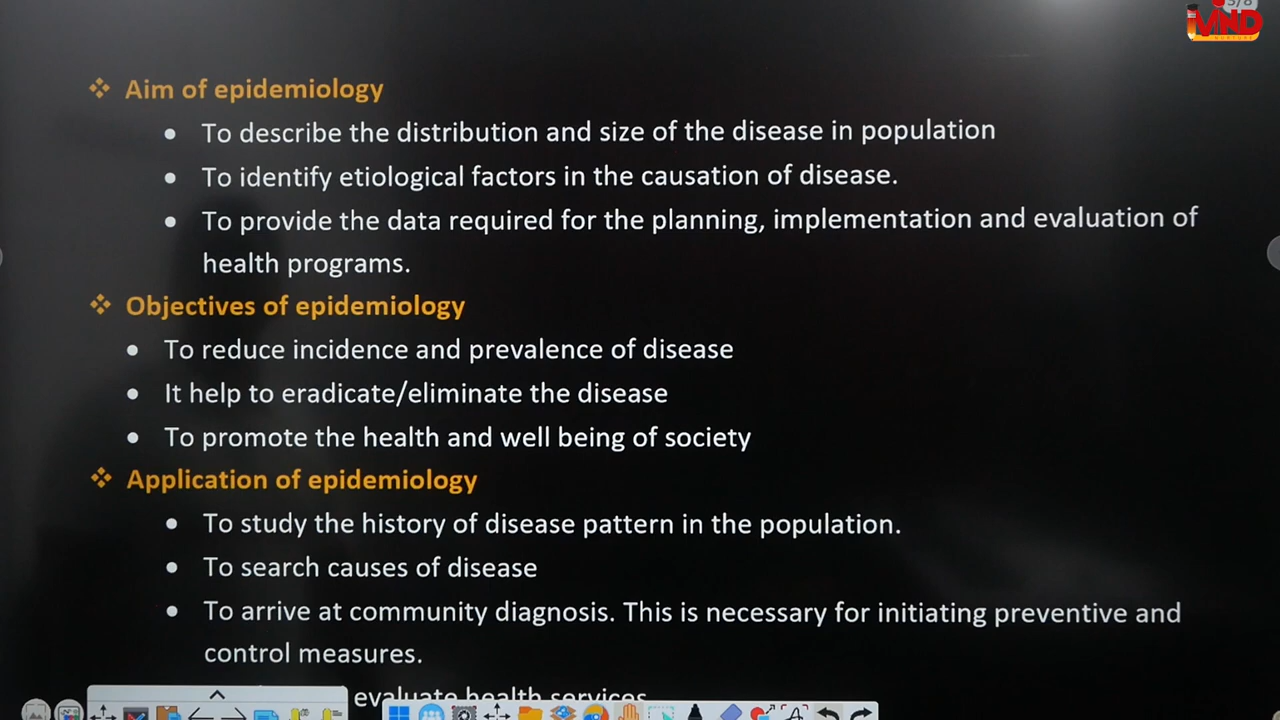 3/8
MIND
❖ Aim of epidemiology
• To describe the distribution and size of the disease in population
• To identify etiological factors in the causation of disease.
• To provide the data required for the planning, implementation and evaluation of
health programs.
❖ Objectives of epidemiology
• To reduce incidence and prevalence of disease
• It help to eradicate/eliminate the disease
• To promote the health and well being of society
❖ Application of epidemiology
• To study the history of disease pattern in the population.
• To search causes of disease
• To arrive at community diagnosis. This is necessary for initiating preventive and
control measures.
evaluate health services